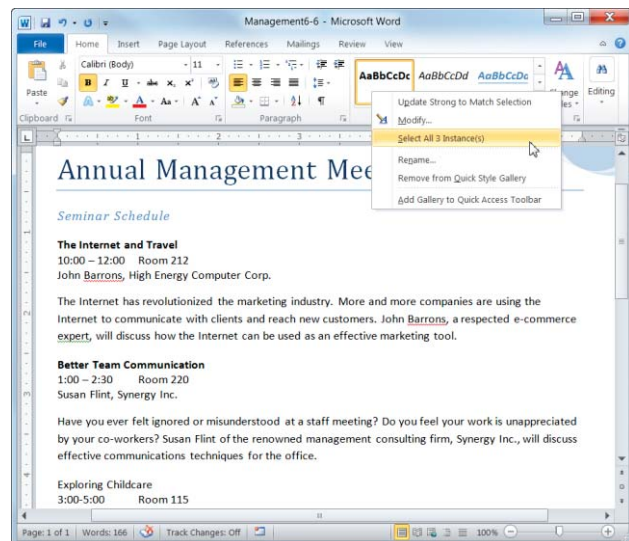 Management6-6 - Microsoft Word
File Home Insert Page Layout References Mailings Review View
Paste
Calibri (Body) 11
B I U abc x, x²
Aa A A
AaBbCcDc AaBbCcDd AaBbCcDc
Editing
Clipboard Font Paragraph
Update Strong to Match Selection
Modify...
Select All 3 Instance(s)
Rename...
Remove from Quick Style Gallery
Add Gallery to Quick Access Toolbar
1 2 3
Annual Management Mee
Seminar Schedule
The Internet and Travel
10:00 – 12:00 Room 212
John Barrons, High Energy Computer Corp.
The Internet has revolutionized the marketing industry. More and more companies are using the
Internet to communicate with clients and reach new customers. John Barrons, a respected e-commerce
expert, will discuss how the Internet can be used as an effective marketing tool.
Better Team Communication
1:00 – 2:30 Room 220
Susan Flint, Synergy Inc.
Have you ever felt ignored or misunderstood at a staff meeting? Do you feel your work is unappreciated
by your co-workers? Susan Flint of the renowned management consulting firm, Synergy Inc., will discuss
effective communications techniques for the office.
Exploring Childcare
3:00-5:00 Room 115
Page: 1 of 1 Words: 166 Track Changes: Off 100%